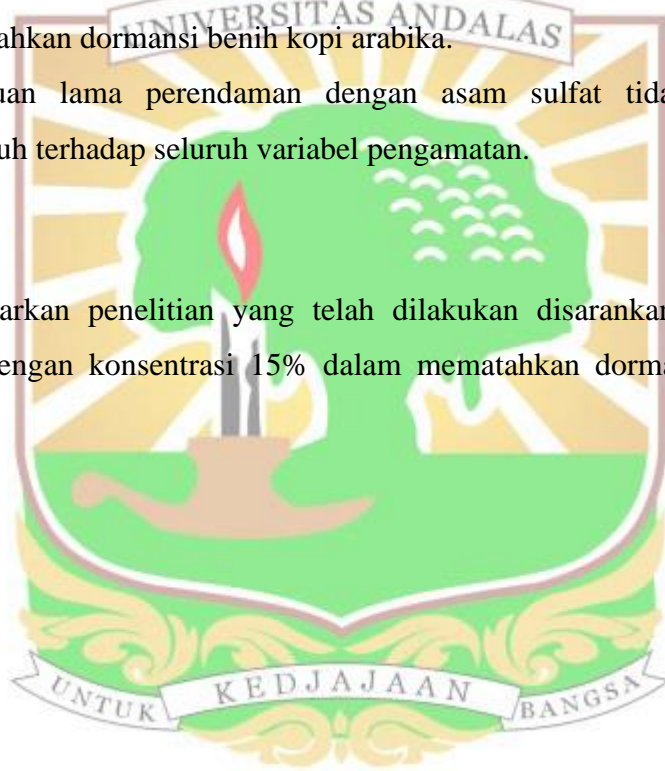 UNIVERSITAS ANDALAS
ahkan dormansi benih kopi arabika.
uan lama perendaman dengan asam sulfat tida
uh terhadap seluruh variabel pengamatan.
arkan penelitian yang telah dilakukan disarankan
engan konsentrasi 15% dalam mematahkan dorma
UNTUK KEDJAJAAN BANGSA